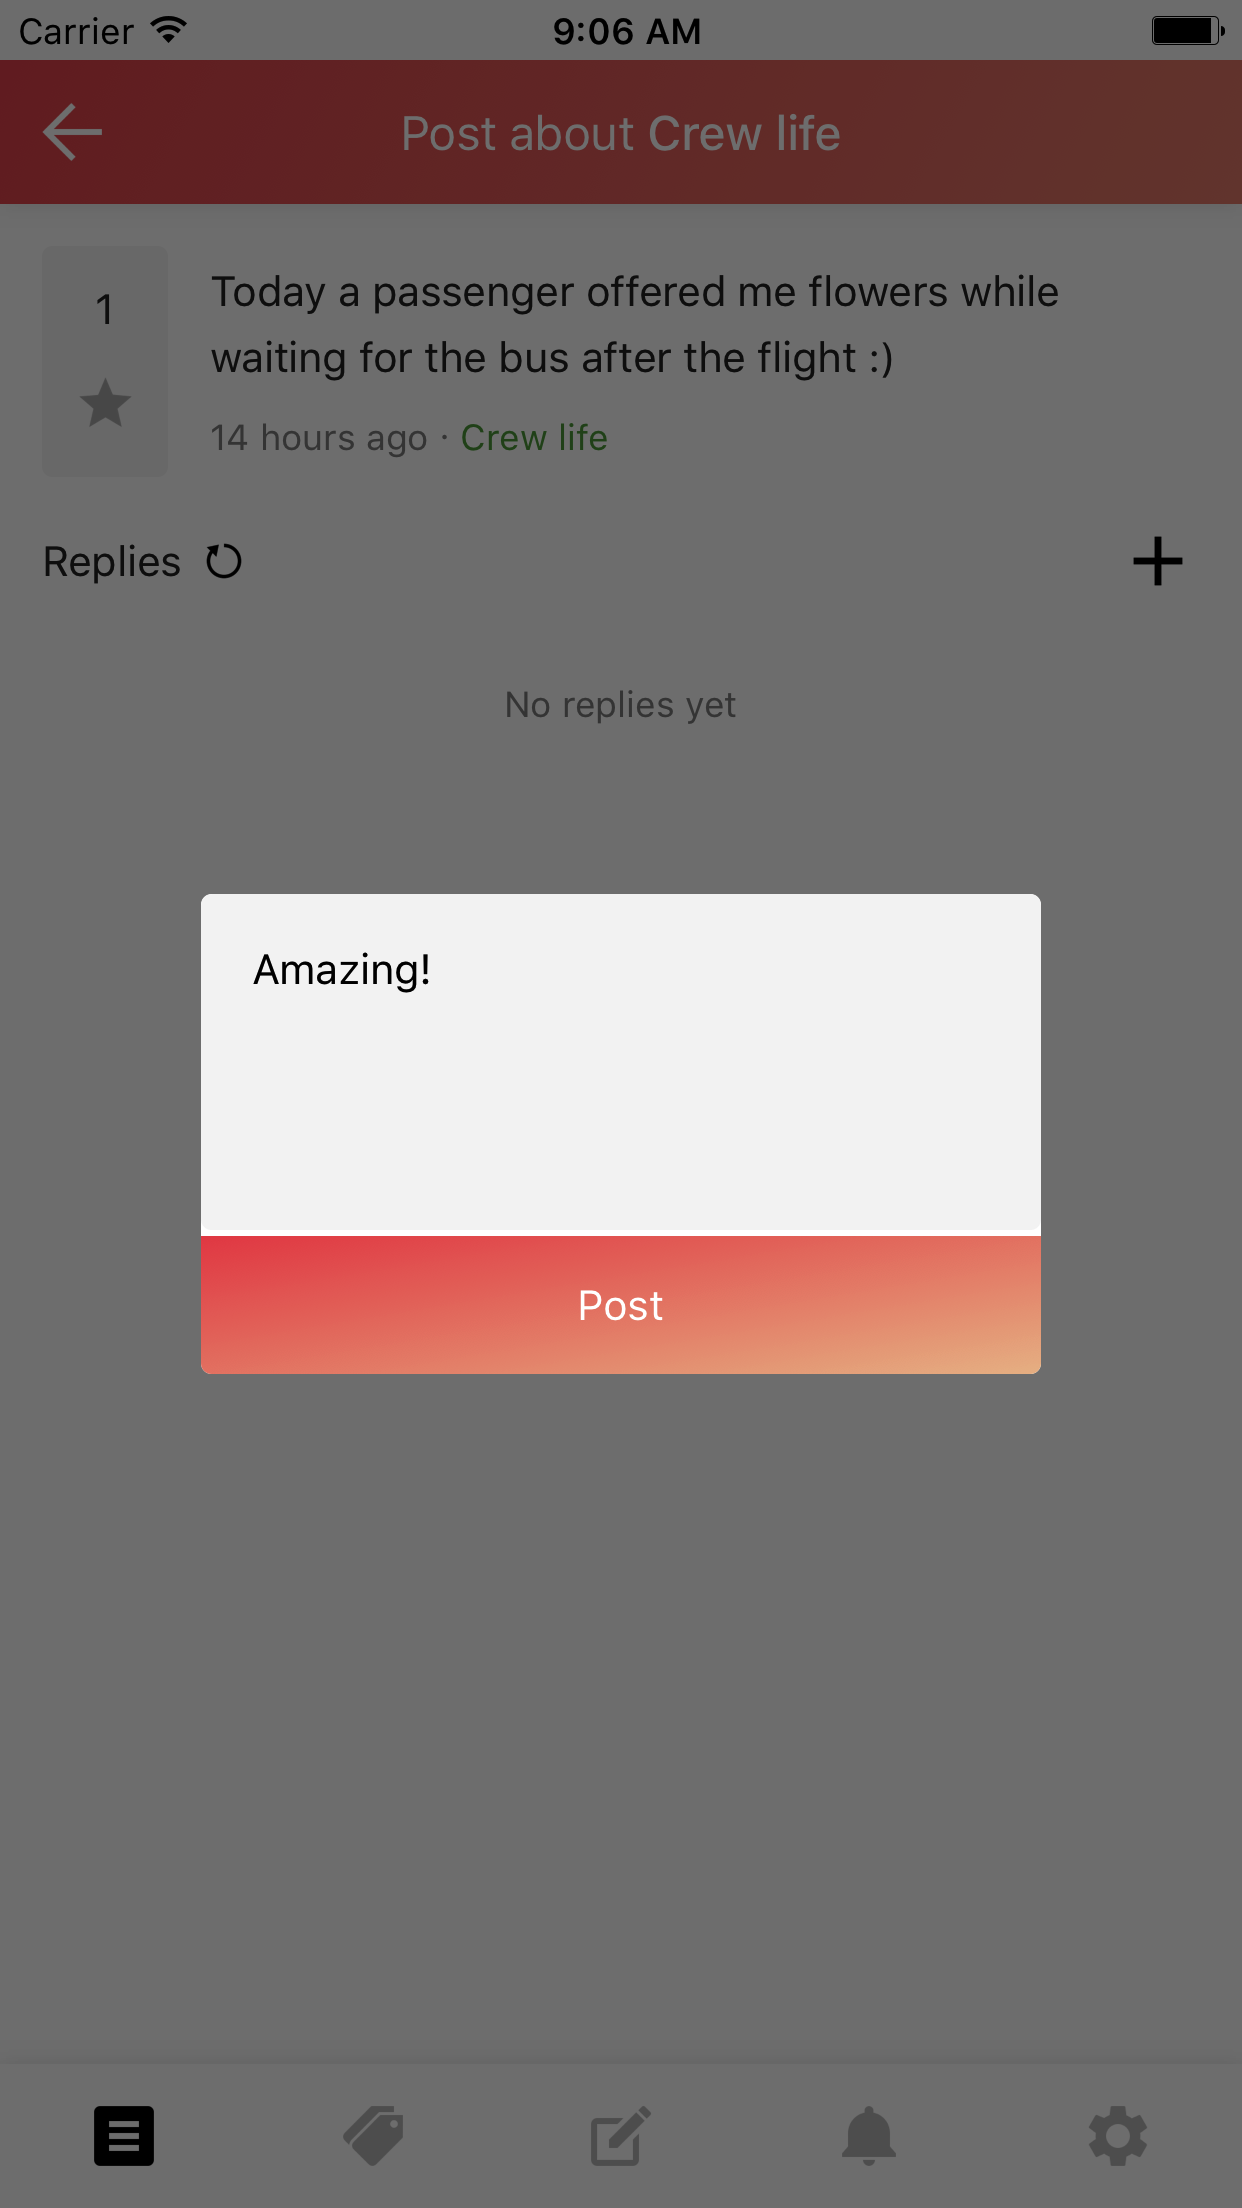 Carrier 9:06 AM
Post about Crew life
1
Today a passenger offered me flowers while
waiting for the bus after the flight :)
14 hours ago · Crew life
Replies
No replies yet
Amazing!
Post